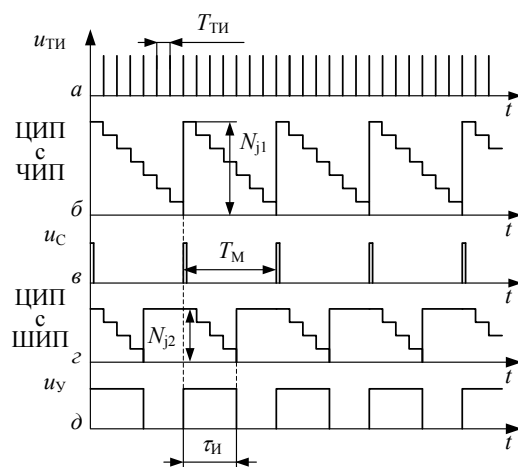 u_ТИ
T_ТИ
а
t
ЦИП
с
ЧИП
N_j1
б
t
u_С
T_М
в
t
ЦИП
с
ШИП
N_j2
г
t
u_У
д
t
τ_И